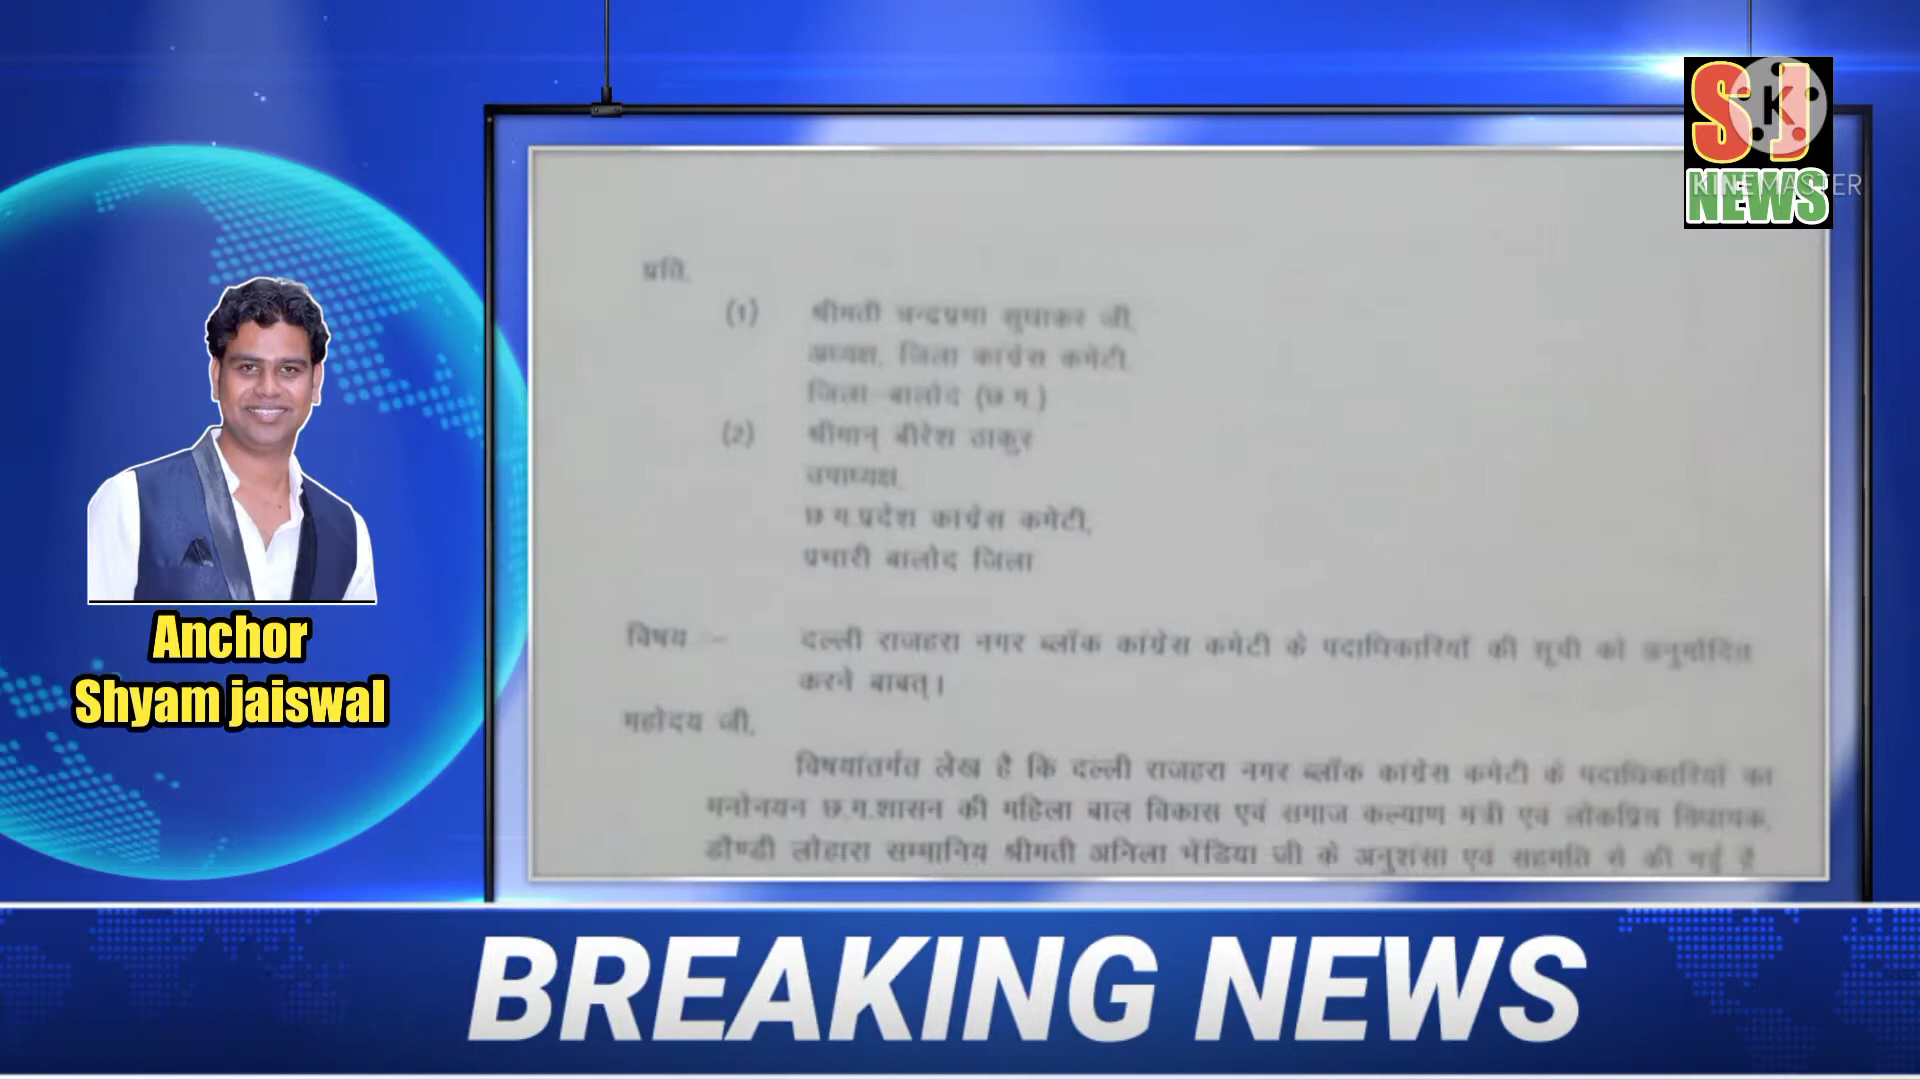 SJ
K
KINEMASTER
NEWS
प्रति,
(1) श्रीमती चन्द्रप्रभा सुधाकर जी,
अध्यक्ष, जिला कांग्रेस कमेटी,
जिला-बालोद (छ.ग.)
(2) श्रीमान् बीरेश ठाकुर
उपाध्यक्ष,
छ.ग.प्रदेश कांग्रेस कमेटी,
प्रभारी बालोद जिला
विषय :- दल्ली राजहरा नगर ब्लॉक कांग्रेस कमेटी के पदाधिकारियों की सूची को अनुमोदित
करने बाबत्।
महोदय जी,
विषयांतर्गत लेख है कि दल्ली राजहरा नगर ब्लॉक कांग्रेस कमेटी के पदाधिकारियों का
मनोनयन छ.ग.शासन की महिला बाल विकास एवं समाज कल्याण मंत्री एवं लोकप्रिय विधायक,
डौण्डी लोहारा सम्मानिय श्रीमती अनिला भेंडिया जी के अनुशंसा एवं सहमति से की गई है
Anchor
Shyam jaiswal
BREAKING NEWS